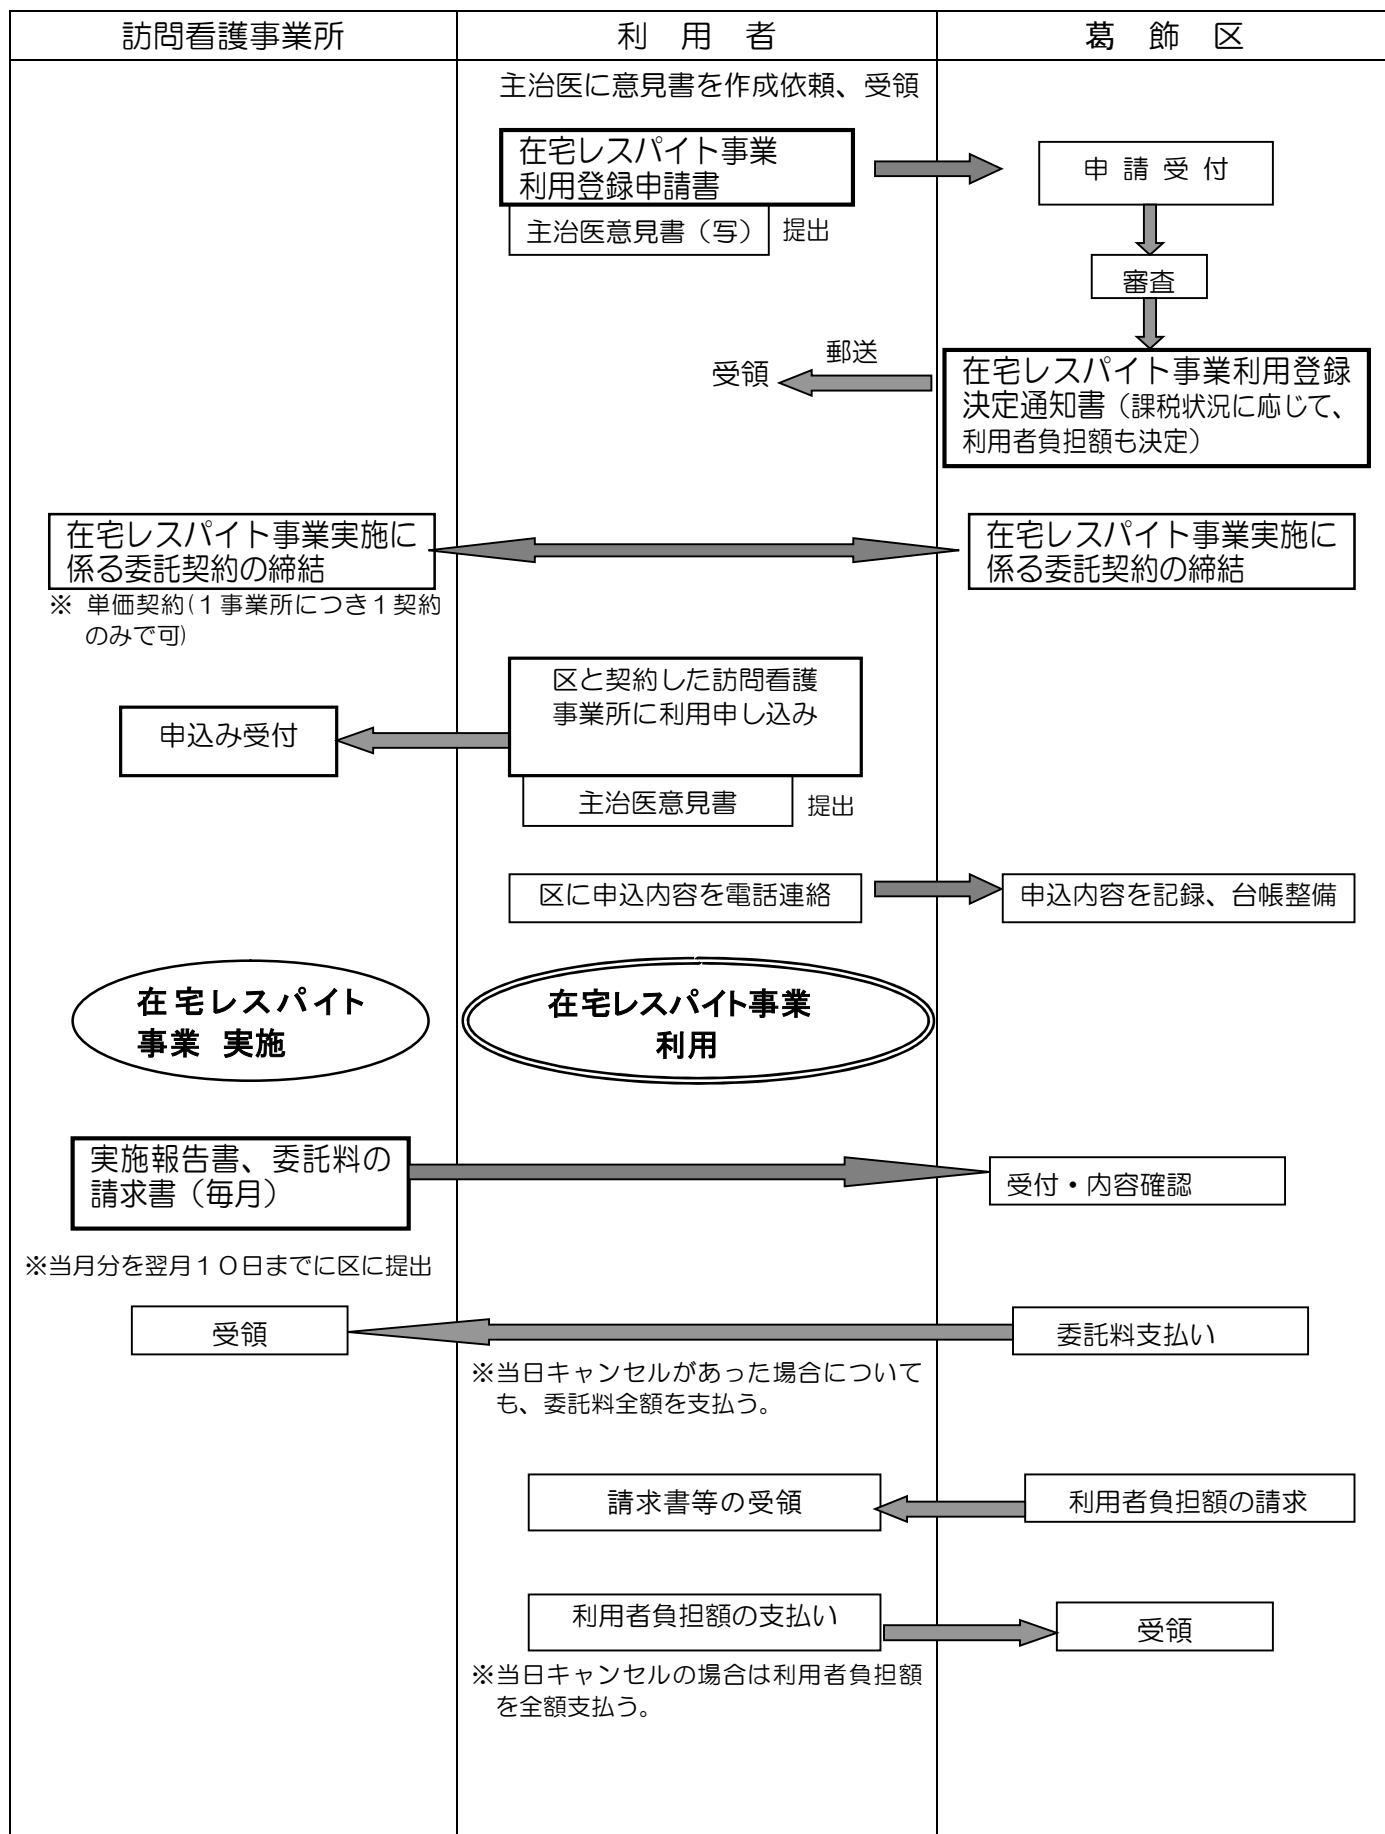 訪問看護事業所
利　用　者
葛　飾　区
主治医に意見書を作成依頼、受領
在宅レスパイト事業
利用登録申請書
主治医意見書（写）
提出
申 請 受 付
審査
在宅レスパイト事業利用登録
決定通知書（課税状況に応じて、
利用者負担額も決定）
郵送
受領
在宅レスパイト事業実施に
係る委託契約の締結
※ 単価契約(１事業所につき１契約
のみで可)
在宅レスパイト事業実施に
係る委託契約の締結
区と契約した訪問看護
事業所に利用申し込み
申込み受付
主治医意見書
提出
区に申込内容を電話連絡
申込内容を記録、台帳整備
在宅レスパイト
事業 実施
在宅レスパイト事業
利用
実施報告書、委託料の
請求書（毎月）
受付・内容確認
※当月分を翌月１０日までに区に提出
受領
委託料支払い
※当日キャンセルがあった場合について
も、委託料全額を支払う。
請求書等の受領
利用者負担額の請求
利用者負担額の支払い
受領
※当日キャンセルの場合は利用者負担額
を全額支払う。